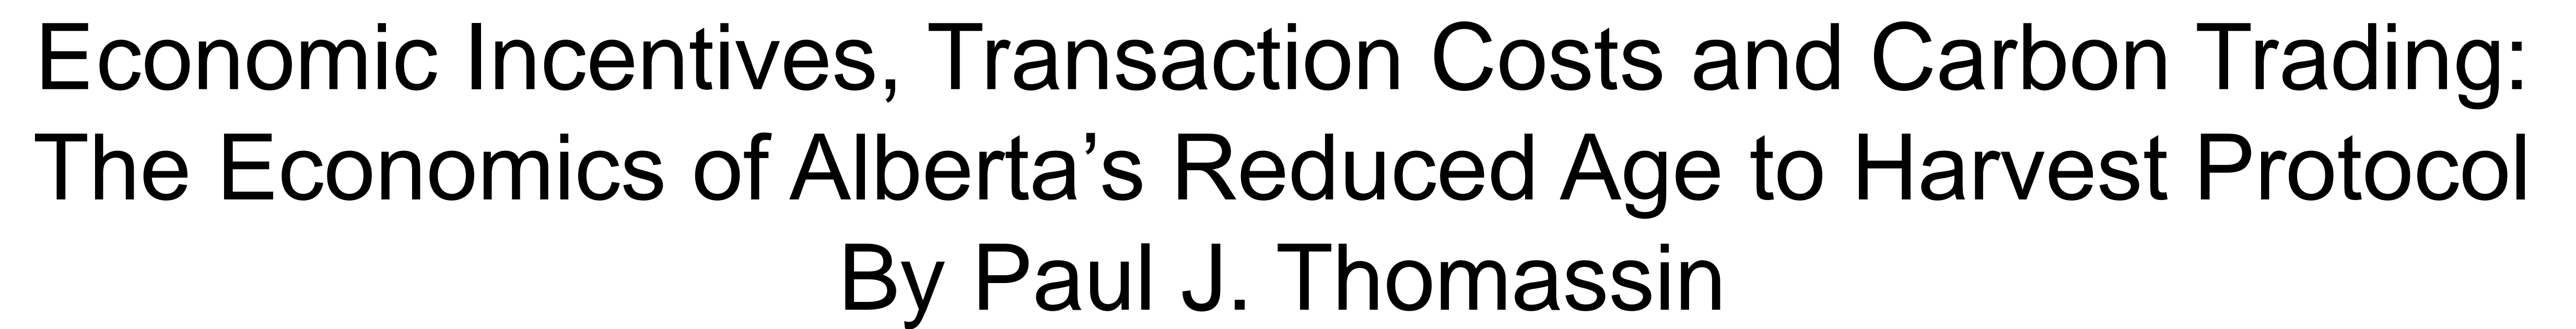 Economic Incentives, Transaction Costs and Carbon Trading:
The Economics of Alberta’s Reduced Age to Harvest Protocol
By Paul J. Thomassin